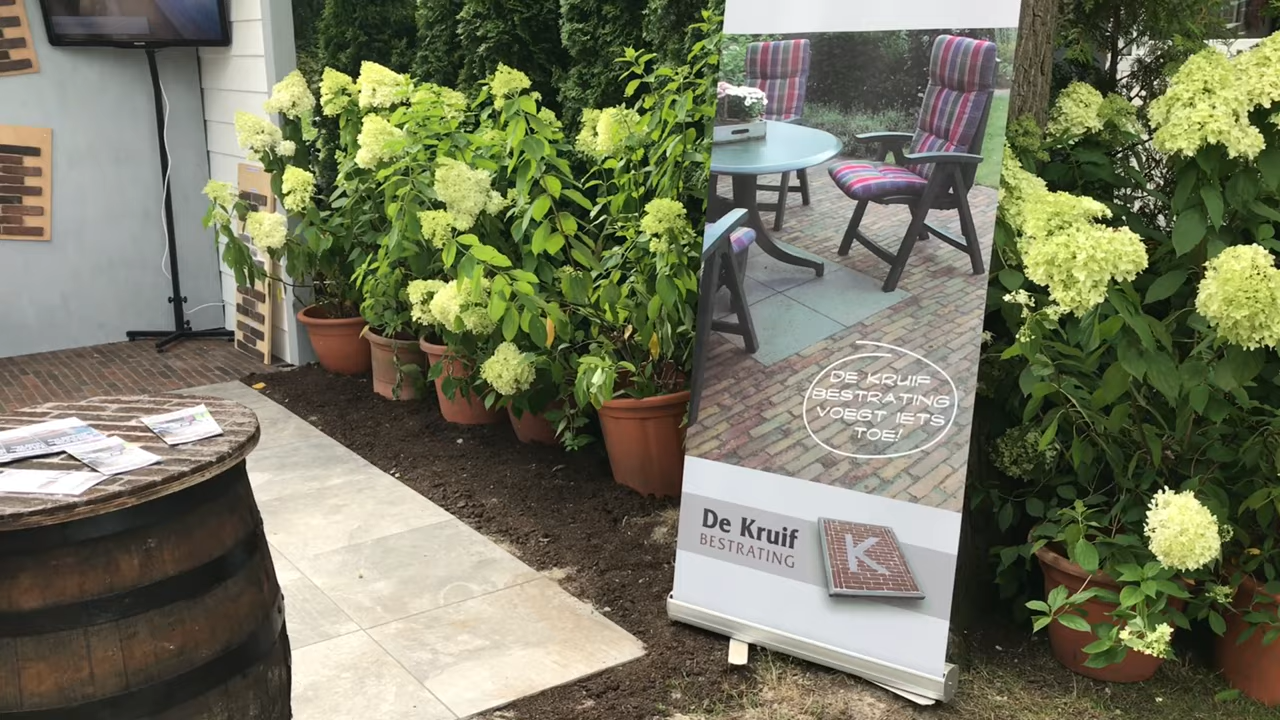 DE KRUIF
BESTRATING
VOEGT IETS
TOE!
De Kruif
BESTRATING
K